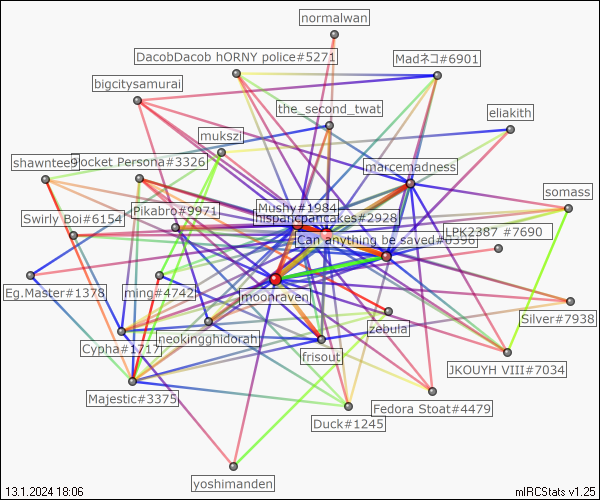 normalwan
DacobDacob hORNY police#5271
Madネコ#6901
bigcitysamurai
the_second_twat
eliakith
mukszi
shawntee9
Pocket Persona#3326
marcemadness
somass
Pikabro#9971
Mushy#1984
Swirly Boi#6154
hispanicpancakes#2928
LPK2387 #7690
Can anything be saved#0396
Eg.Master#1378
ming#4742
moonraven
Silver#7938
zebula
neokingghidorah
Cypha#1717
frisout
JKOUYH VIII#7034
Majestic#3375
Fedora Stoat#4479
Duck#1245
yoshimanden
13.1.2024 18:06
mIRCStats v1.25